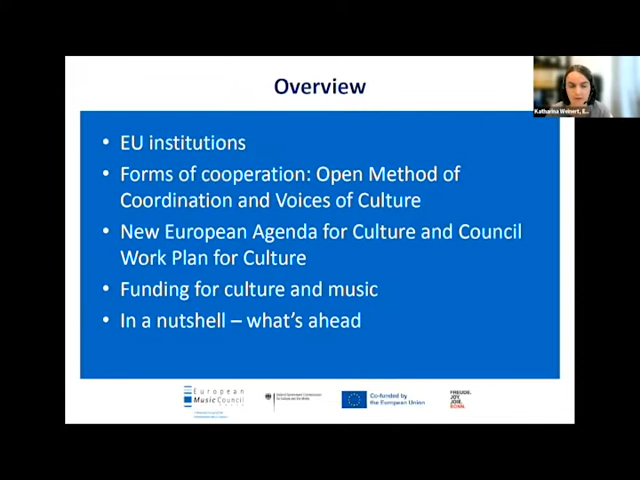 Overview
• EU institutions
• Forms of cooperation: Open Method of
Coordination and Voices of Culture
• New European Agenda for Culture and Council
Work Plan for Culture
• Funding for culture and music
• In a nutshell – what's ahead
Katharina Weinert, E...
European
Music Council
Co-funded by
the European Union
FREUDE.
JOY.
JOIE.
BONN.